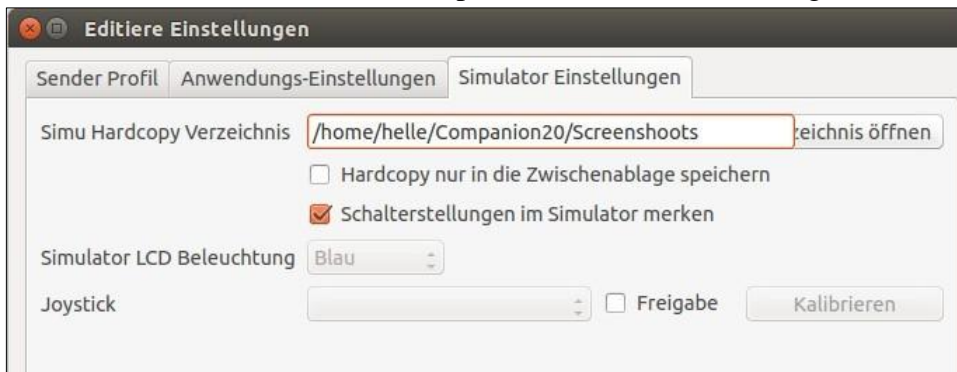 Editiere Einstellungen
Sender Profil Anwendungs-Einstellungen Simulator Einstellungen
Simu Hardcopy Verzeichnis /home/helle/Companion20/Screenshoots zeichnis öffnen
Hardcopy nur in die Zwischenablage speichern
Schalterstellungen im Simulator merken
Simulator LCD Beleuchtung Blau
Joystick Freigabe Kalibrieren